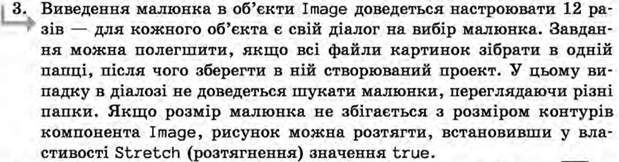 3. Виведення малюнка в об’єкти Image доведеться настроювати 12 ра-
зів — для кожного об’єкта є свій діалог на вибір малюнка. Завдан-
ня можна полегшити, якщо всі файли картинок зібрати в одній
папці, після чого зберегти в ній створюваний проект. У цьому ви-
падку в діалозі не доведеться шукати малюнки, переглядаючи різні
папки. Якщо розмір малюнка не збігається з розміром контурів
компонента Image, рисунок можна розтягти, встановивши у вла-
стивості Stretch (розтягнення) значення true.